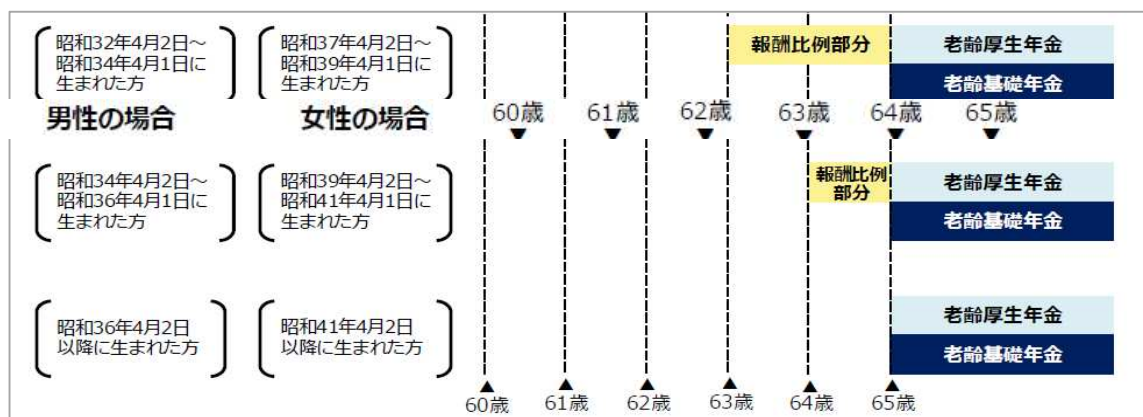 昭和32年4月2日～
昭和34年4月1日に
生まれた方
昭和37年4月2日～
昭和39年4月1日に
生まれた方
報酬比例部分
老齢厚生年金
老齢基礎年金
男性の場合
女性の場合
60歳 61歳 62歳 63歳 64歳 65歳
昭和34年4月2日～
昭和36年4月1日に
生まれた方
昭和39年4月2日～
昭和41年4月1日に
生まれた方
報酬比例
部分
老齢厚生年金
老齢基礎年金
昭和36年4月2日
以降に生まれた方
昭和41年4月2日
以降に生まれた方
老齢厚生年金
老齢基礎年金
60歳 61歳 62歳 63歳 64歳 65歳